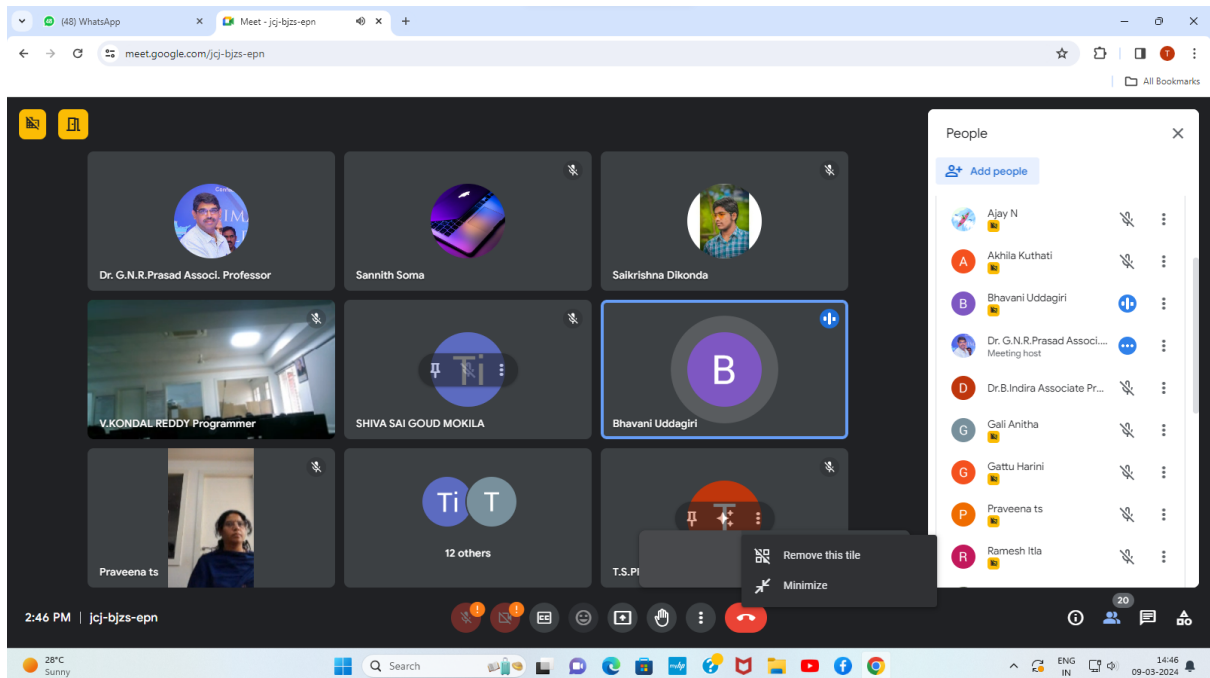 (48) WhatsApp
Meet - jcj-bjzs-epn
meet.google.com/jcj-bjzs-epn
T
All Bookmarks
Dr. G.N.R.Prasad Associ. Professor
Sannith Soma
Saikrishna Dikonda
V.KONDAL REDDY Programmer
Ti
SHIVA SAI GOUD MOKILA
B
Bhavani Uddagiri
Praveena ts
Ti
T
12 others
Remove this tile
Minimize
People
Add people
Ajay N
A
Akhila Kuthati
B
Bhavani Uddagiri
Dr. G.N.R.Prasad Associ....
Meeting host
D
Dr.B.Indira Associate Pr...
G
Gali Anitha
G
Gattu Harini
P
Praveena ts
R
Ramesh Itla
2:46 PM | jcj-bjzs-epn
CC
20
28°C
Sunny
Search
ENG
IN
14:46
09-03-2024